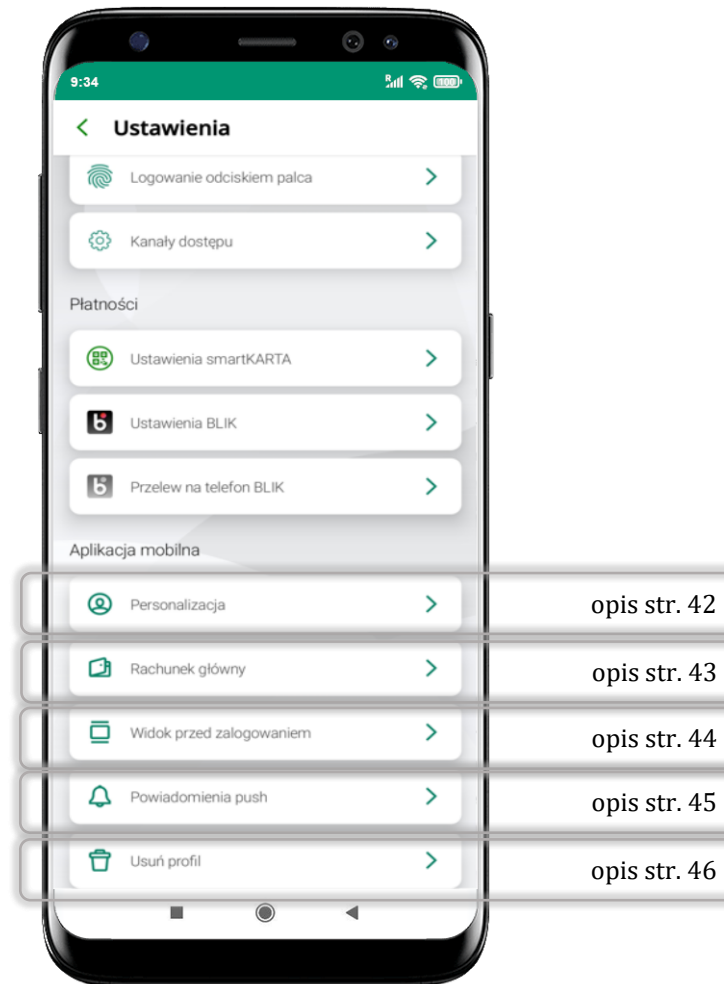 9:34
R
100
Ustawienia
Logowanie odciskiem palca
Kanały dostępu
Płatności
Ustawienia smartKARTA
Ustawienia BLIK
Przelew na telefon BLIK
Aplikacja mobilna
Personalizacja opis str. 42
Rachunek główny opis str. 43
Widok przed zalogowaniem opis str. 44
Powiadomienia push opis str. 45
Usuń profil opis str. 46